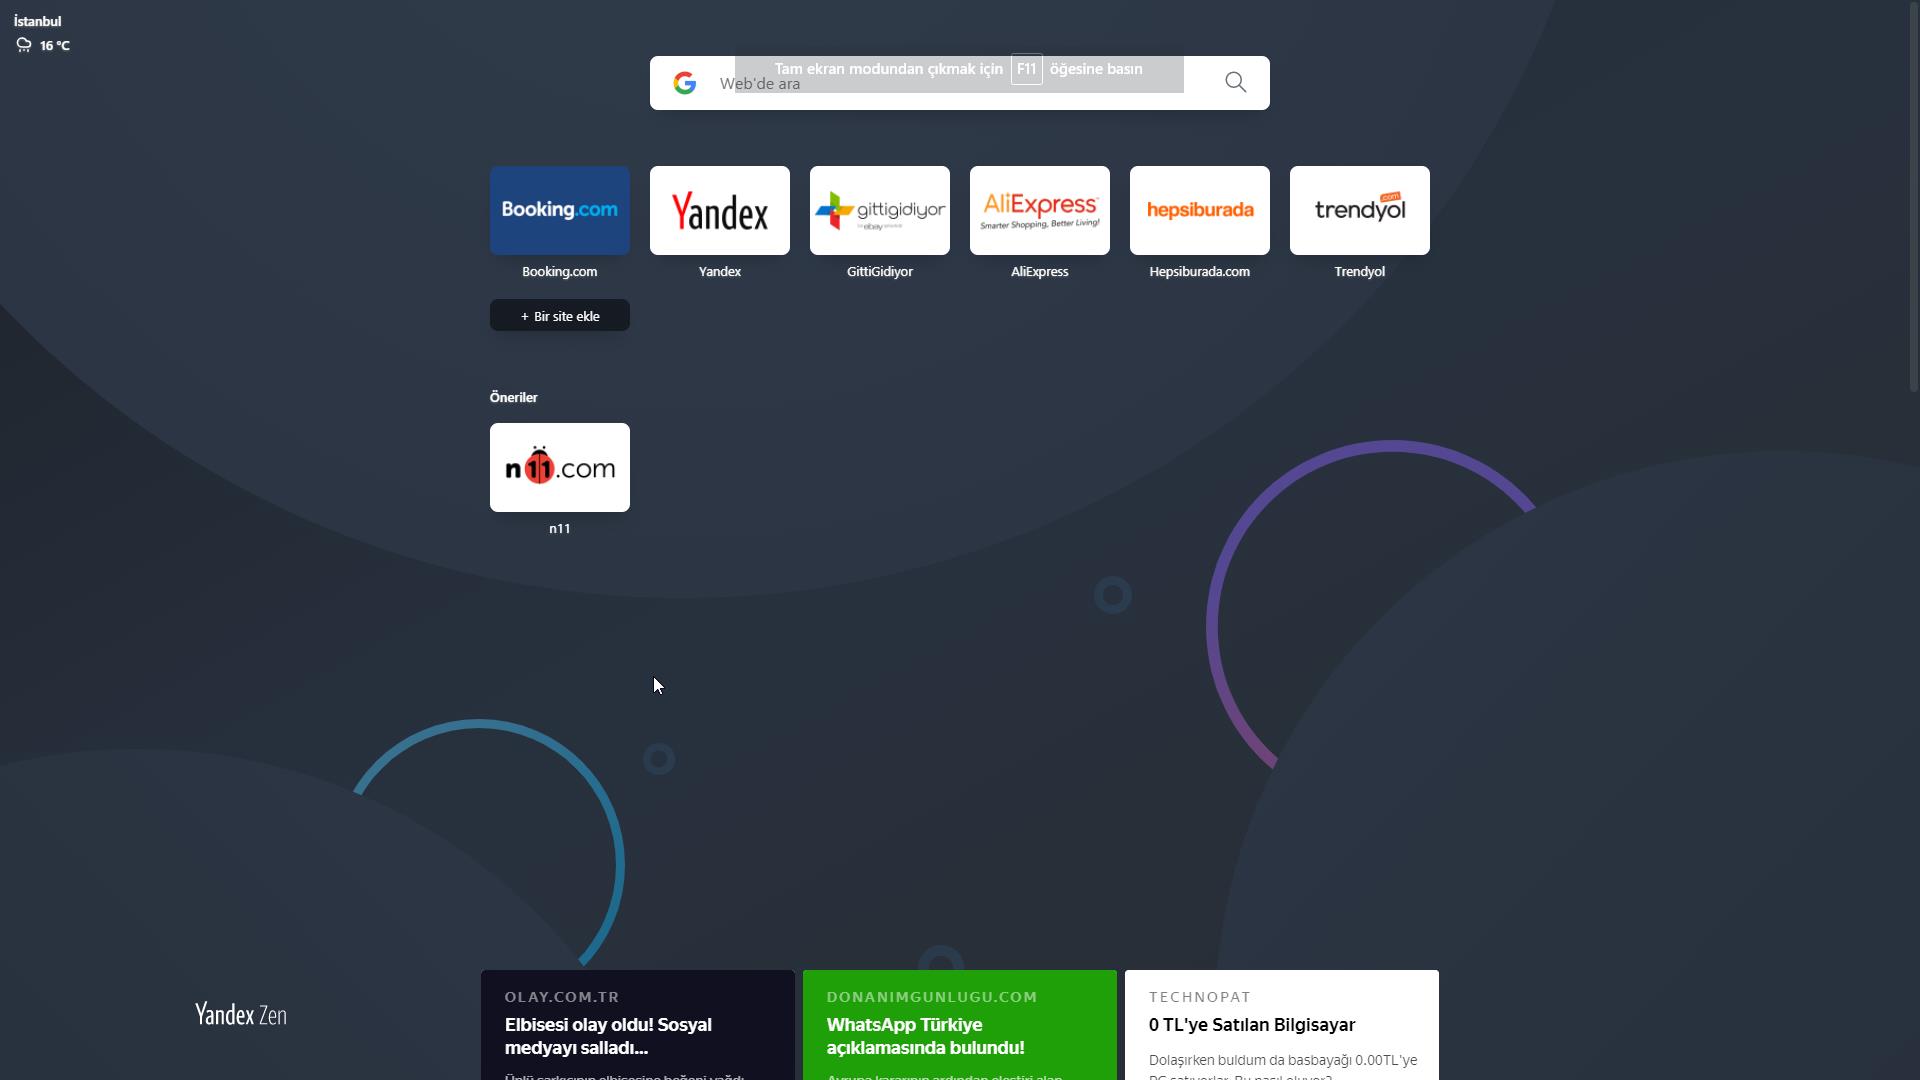 İstanbul
16 °C
Tam ekran modundan çıkmak için F11 öğesine basın
Web'de ara
Booking.com
Yandex
gittigidiyor
AliExpress
Smarter Shopping, Better Living!
hepsiburada
trendyol
.com
Booking.com
Yandex
GittiGidiyor
AliExpress
Hepsiburada.com
Trendyol
+ Bir site ekle
Öneriler
n11.com
n11
Yandex Zen
OLAY.COM.TR
Elbisesi olay oldu! Sosyal
medyayı salladı...
DONANIMGUNLUGU.COM
WhatsApp Türkiye
açıklamasında bulundu!
TECHNOPAT
0 TL'ye Satılan Bilgisayar
Dolaşırken buldum da basbayağı 0.00TL'ye